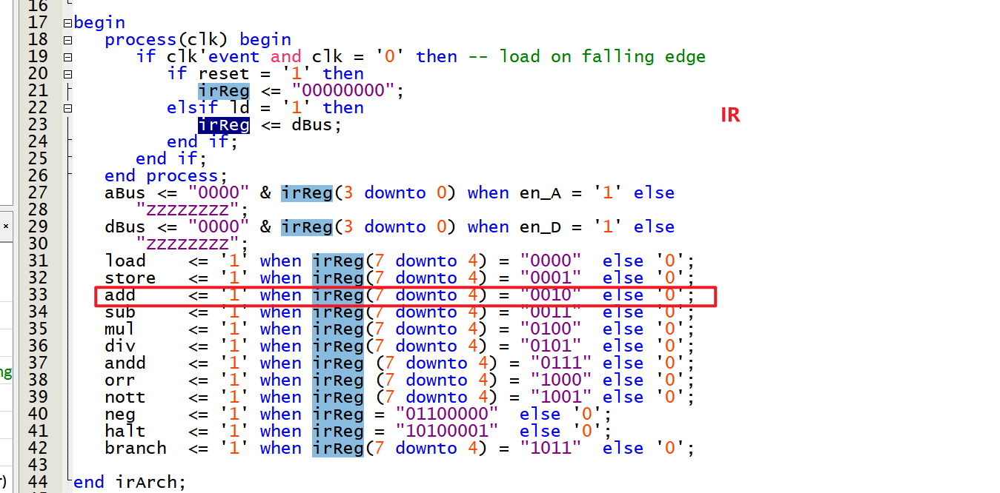 16
17 begin
18 process(clk) begin
19 if clk'event and clk = '0' then -- load on falling edge
20 if reset = '1' then
21 irReg <= "00000000";
22 elsif ld = '1' then
23 irReg <= dBus;
24 end if;
25 end if;
26 end process;
27 aBus <= "0000" & irReg(3 downto 0) when en_A = '1' else
28 "zzzzzzzz";
29 dBus <= "0000" & irReg(3 downto 0) when en_D = '1' else
30 "zzzzzzzz";
31 load <= '1' when irReg(7 downto 4) = "0000" else '0';
32 store <= '1' when irReg(7 downto 4) = "0001" else '0';
33 add <= '1' when irReg(7 downto 4) = "0010" else '0';
34 sub <= '1' when irReg(7 downto 4) = "0011" else '0';
35 mul <= '1' when irReg(7 downto 4) = "0100" else '0';
36 div <= '1' when irReg(7 downto 4) = "0101" else '0';
37 andd <= '1' when irReg (7 downto 4) = "0111" else '0';
38 orr <= '1' when irReg (7 downto 4) = "1000" else '0';
39 nott <= '1' when irReg (7 downto 4) = "1001" else '0';
40 neg <= '1' when irReg = "01100000" else '0';
41 halt <= '1' when irReg = "10100001" else '0';
42 branch <= '1' when irReg(7 downto 4) = "1011" else '0';
43
44 end irArch;
IR
ng
r)